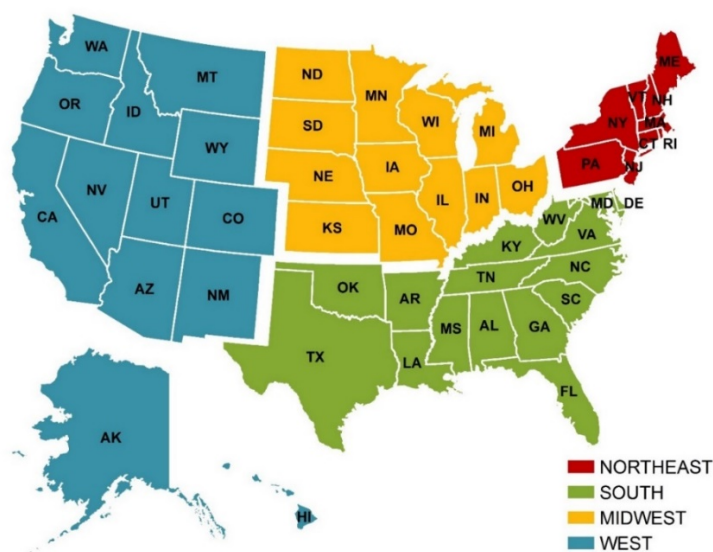 WA
MT
ND
MN
ME
VT
NH
OR
ID
SD
WI
MI
NY
MA
CT RI
WY
IA
PA
NJ
NE
NV
UT
CO
IL
IN
OH
CA
KS
MO
WV
MD
DE
KY
VA
AZ
NM
OK
AR
TN
NC
SC
MS
AL
GA
TX
LA
FL
AK
HI
NORTHEAST
SOUTH
MIDWEST
WEST